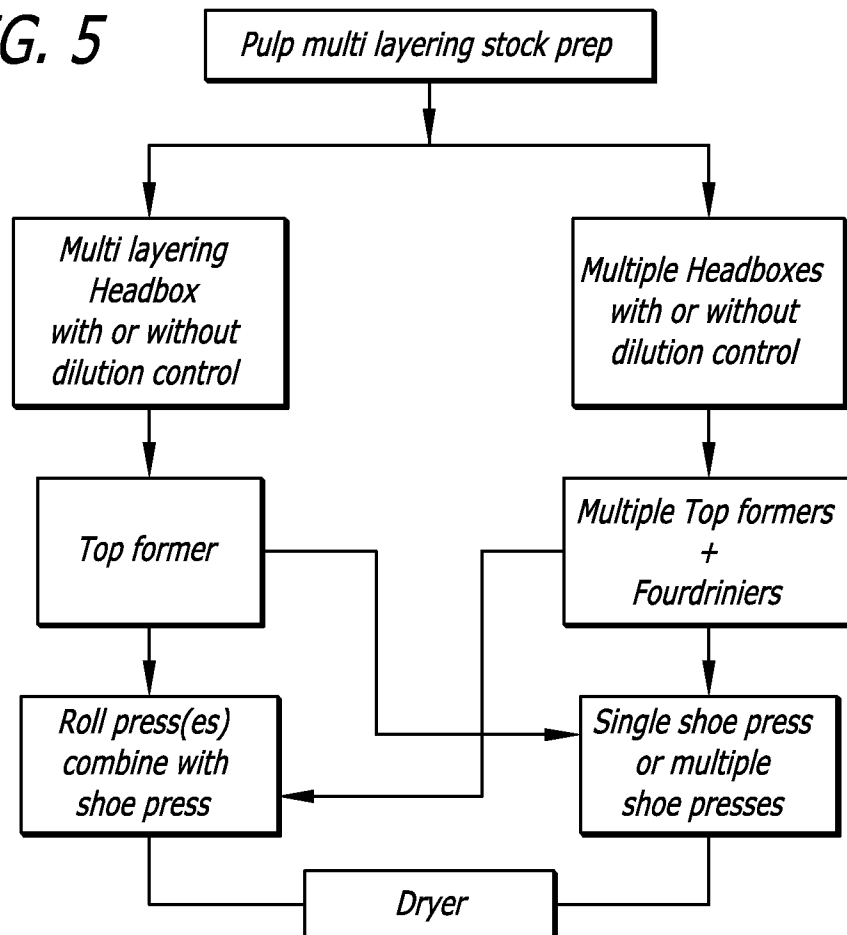 G. 5
Pulp multi layering stock prep
Multi layering
Headbox
with or without
dilution control
Multiple Headboxes
with or without
dilution control
Top former
Multiple Top formers
+
Fourdriniers
Roll press(es)
combine with
shoe press
Single shoe press
or multiple
shoe presses
Dryer